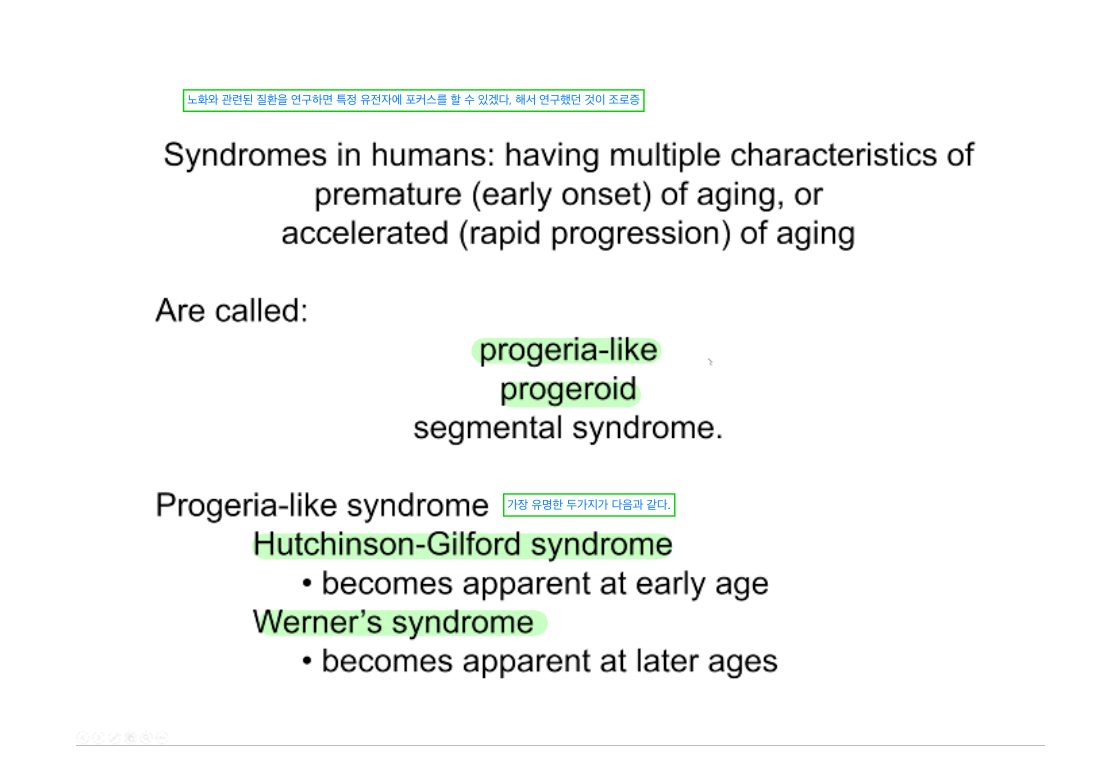 노화와 관련된 질환을 연구하면 특정 유전자에 포커스를 할 수 있겠다, 해서 연구했던 것이 조로증
Syndromes in humans: having multiple characteristics of
premature (early onset) of aging, or
accelerated (rapid progression) of aging
Are called:
progeria-like
progeroid
segmental syndrome.
Progeria-like syndrome 가장 유명한 두가지가 다음과 같다.
Hutchinson-Gilford syndrome
• becomes apparent at early age
Werner’s syndrome
• becomes apparent at later ages